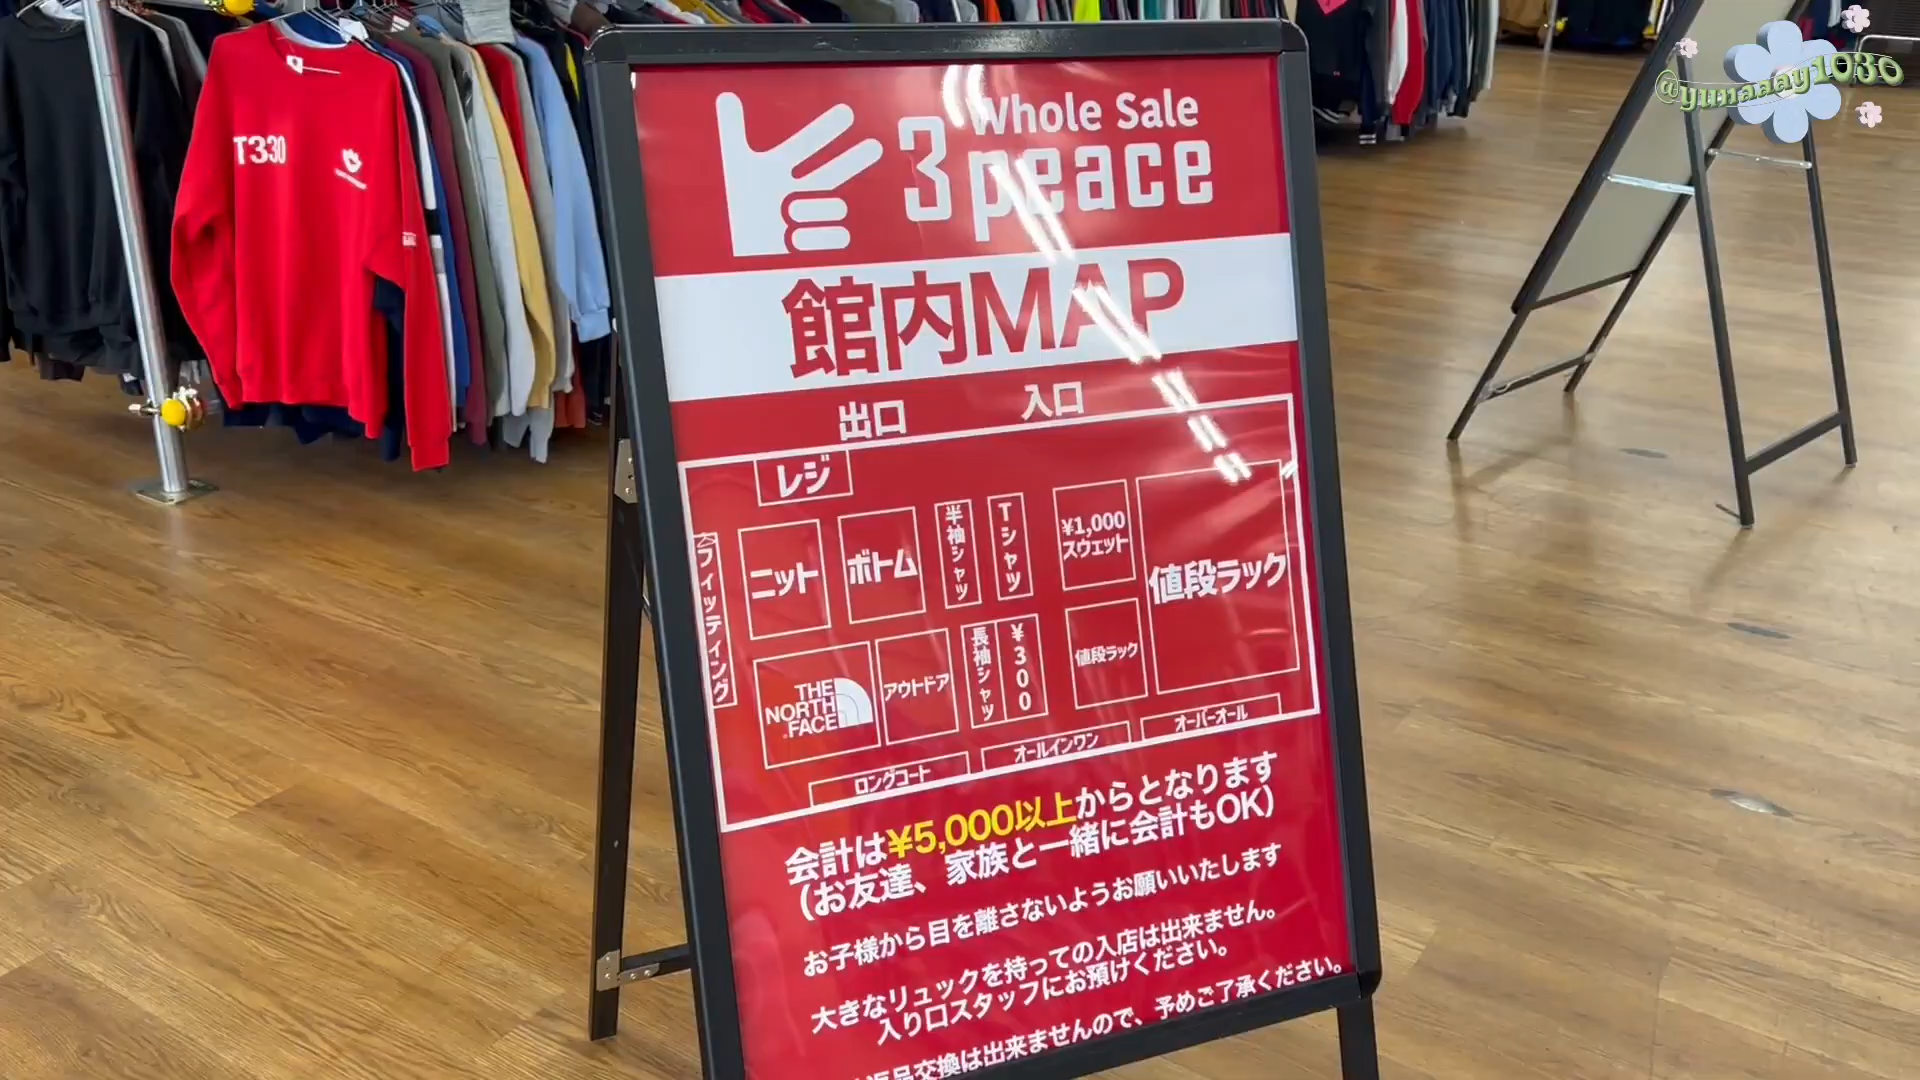 @yunaaay1030
T330
Whole Sale
3 peace
館内MAP
出口 入口
レジ
フィッティング
ニット
ボトム
半袖シャツ
Tシャツ
¥1,000
スウェット
値段ラック
THE
NORTH
FACE
アウトドア
長袖シャツ
¥300
値段ラック
ロングコート
オールインワン
オーバーオール
会計は¥5,000以上からとなります
(お友達、家族と一緒に会計もOK)
お子様から目を離さないようお願いいたします
大きなリュックを持っての入店は出来ません。
入り口スタッフにお預けください。
返品交換は出来ませんので、予めご了承ください。